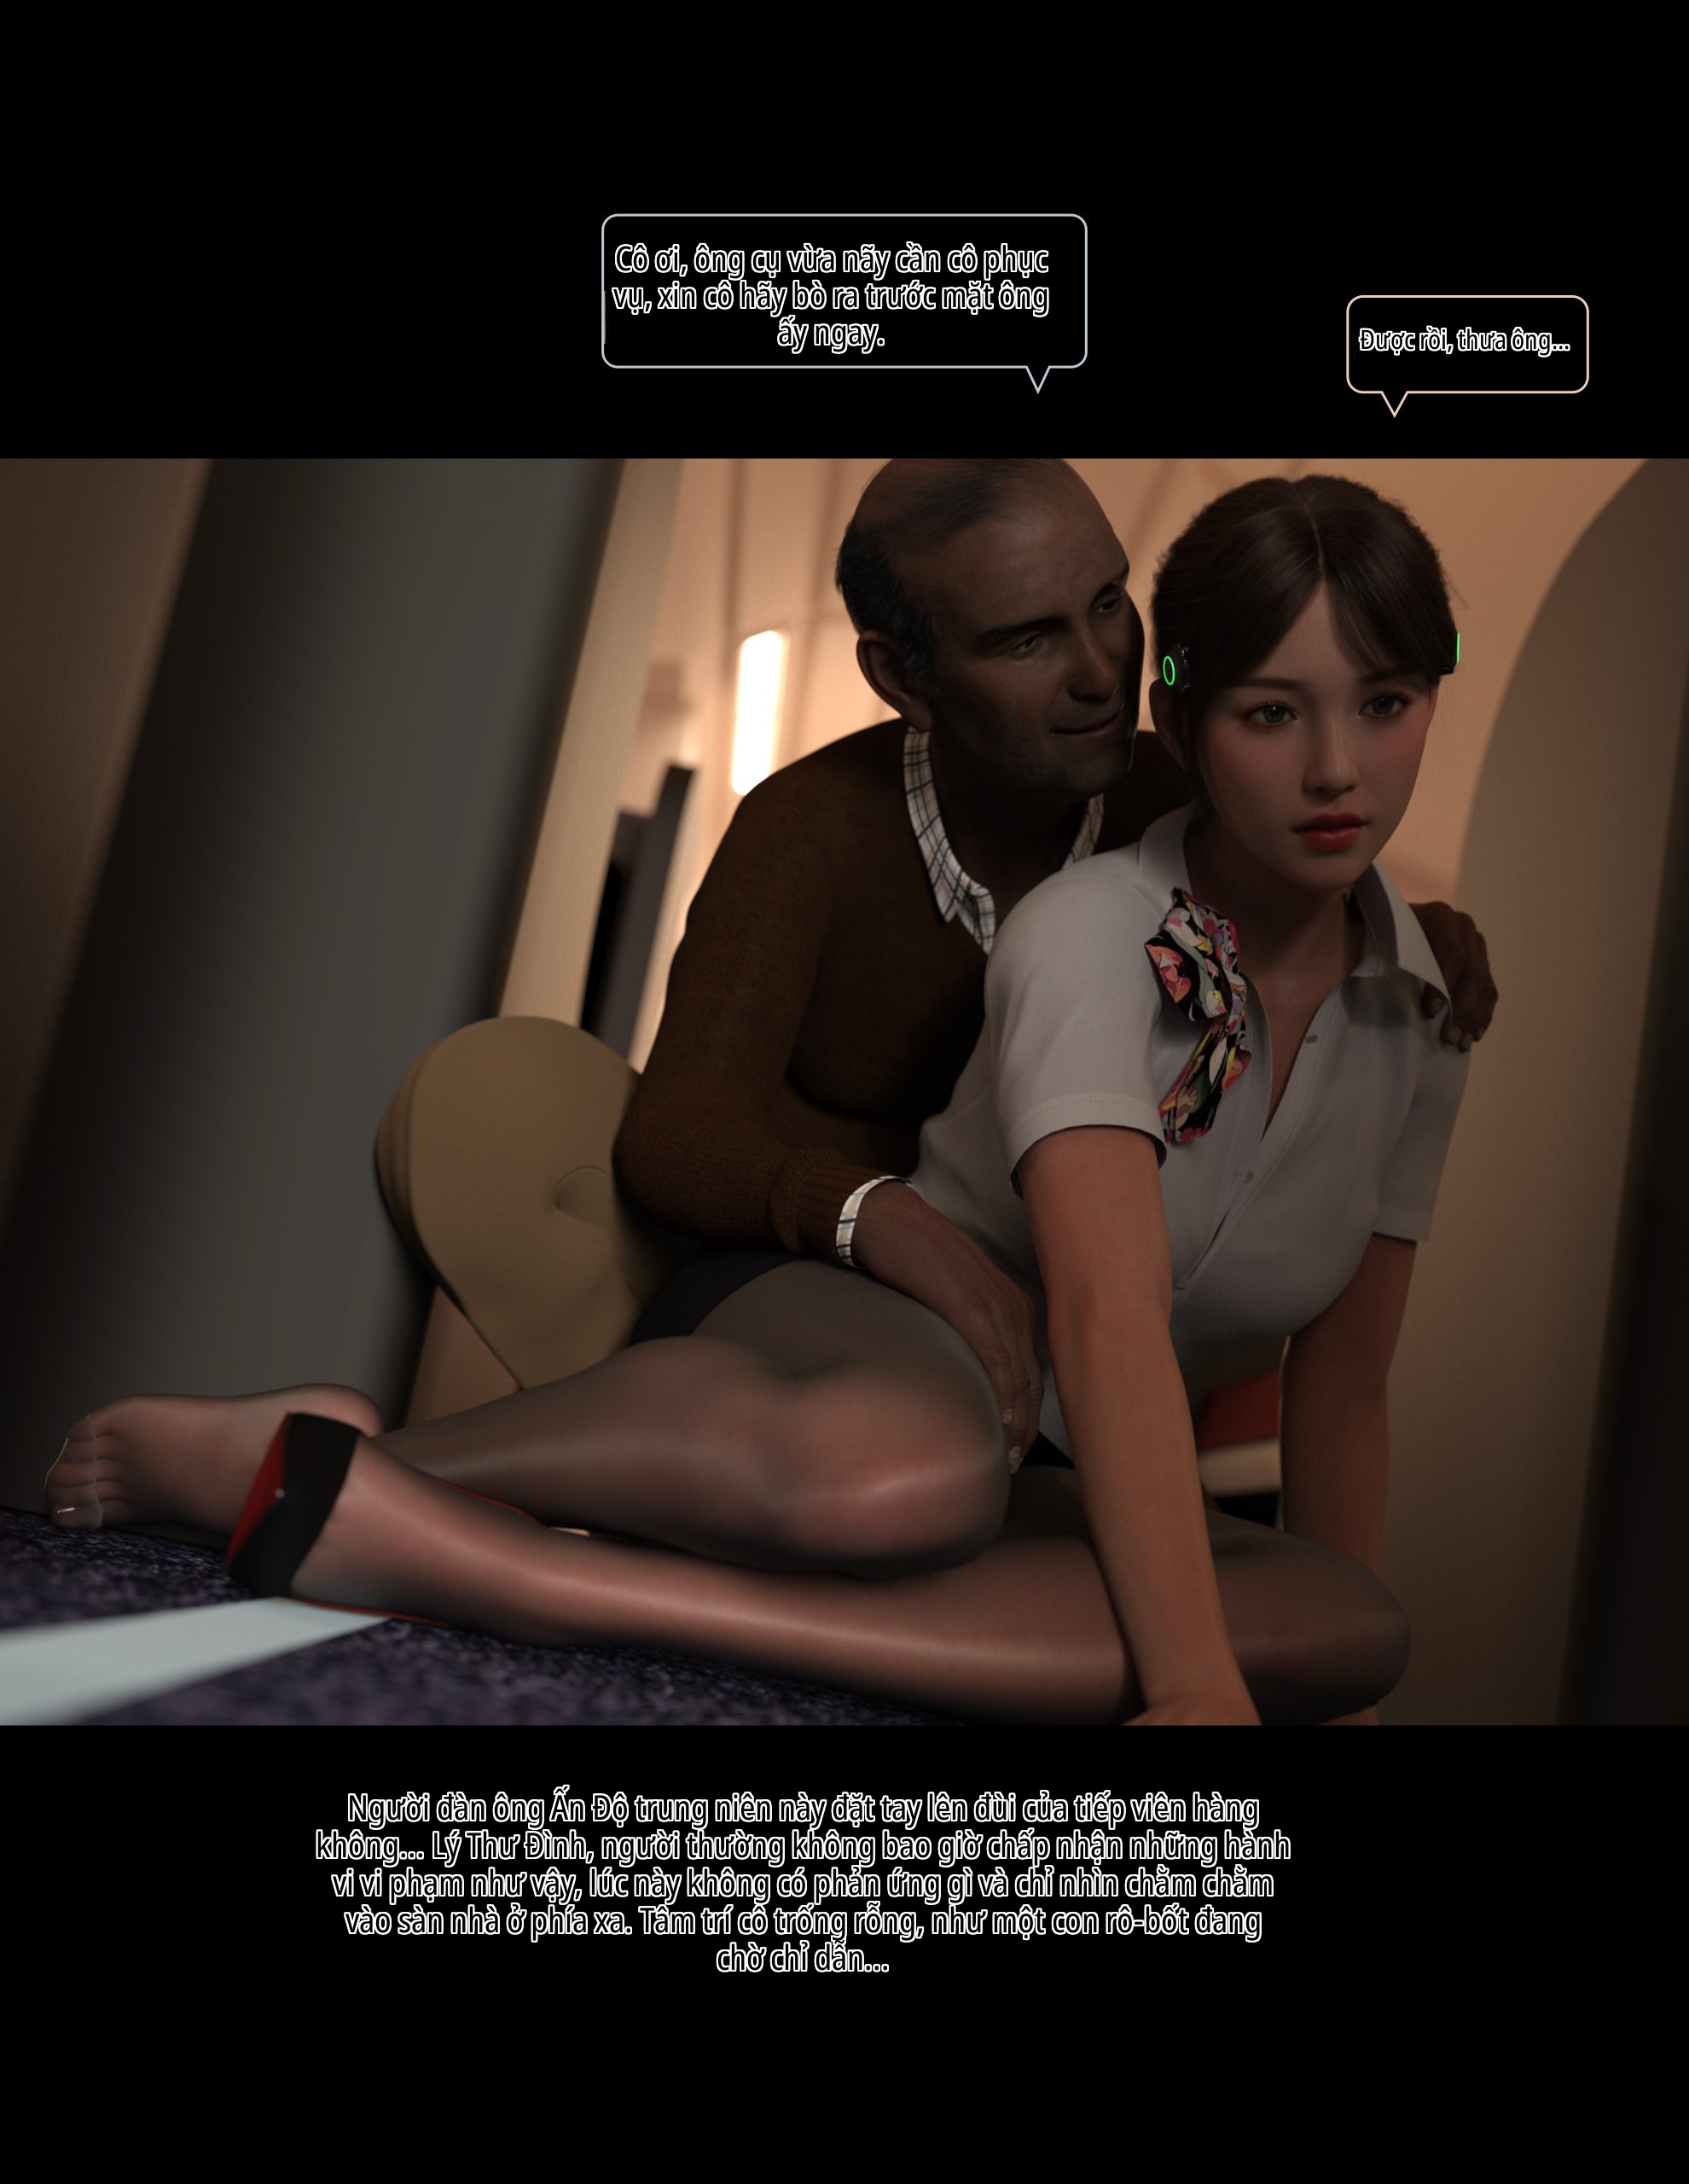 Cô ơi, ông cụ vừa nãy cần cô phục
vụ, xin cô hãy bò ra trước mặt ông
ấy ngay.
Được rồi, thưa ông...
Người đàn ông Ấn Độ trung niên này đặt tay lên đùi của tiếp viên hàng
không... Lý Thư Đình, người thường không bao giờ chấp nhận những hành
vi vi phạm như vậy, lúc này không có phản ứng gì và chỉ nhìn chằm chằm
vào sàn nhà ở phía xa. Tâm trí cô trống rỗng, như một con rô-bốt đang
chờ chỉ dẫn...